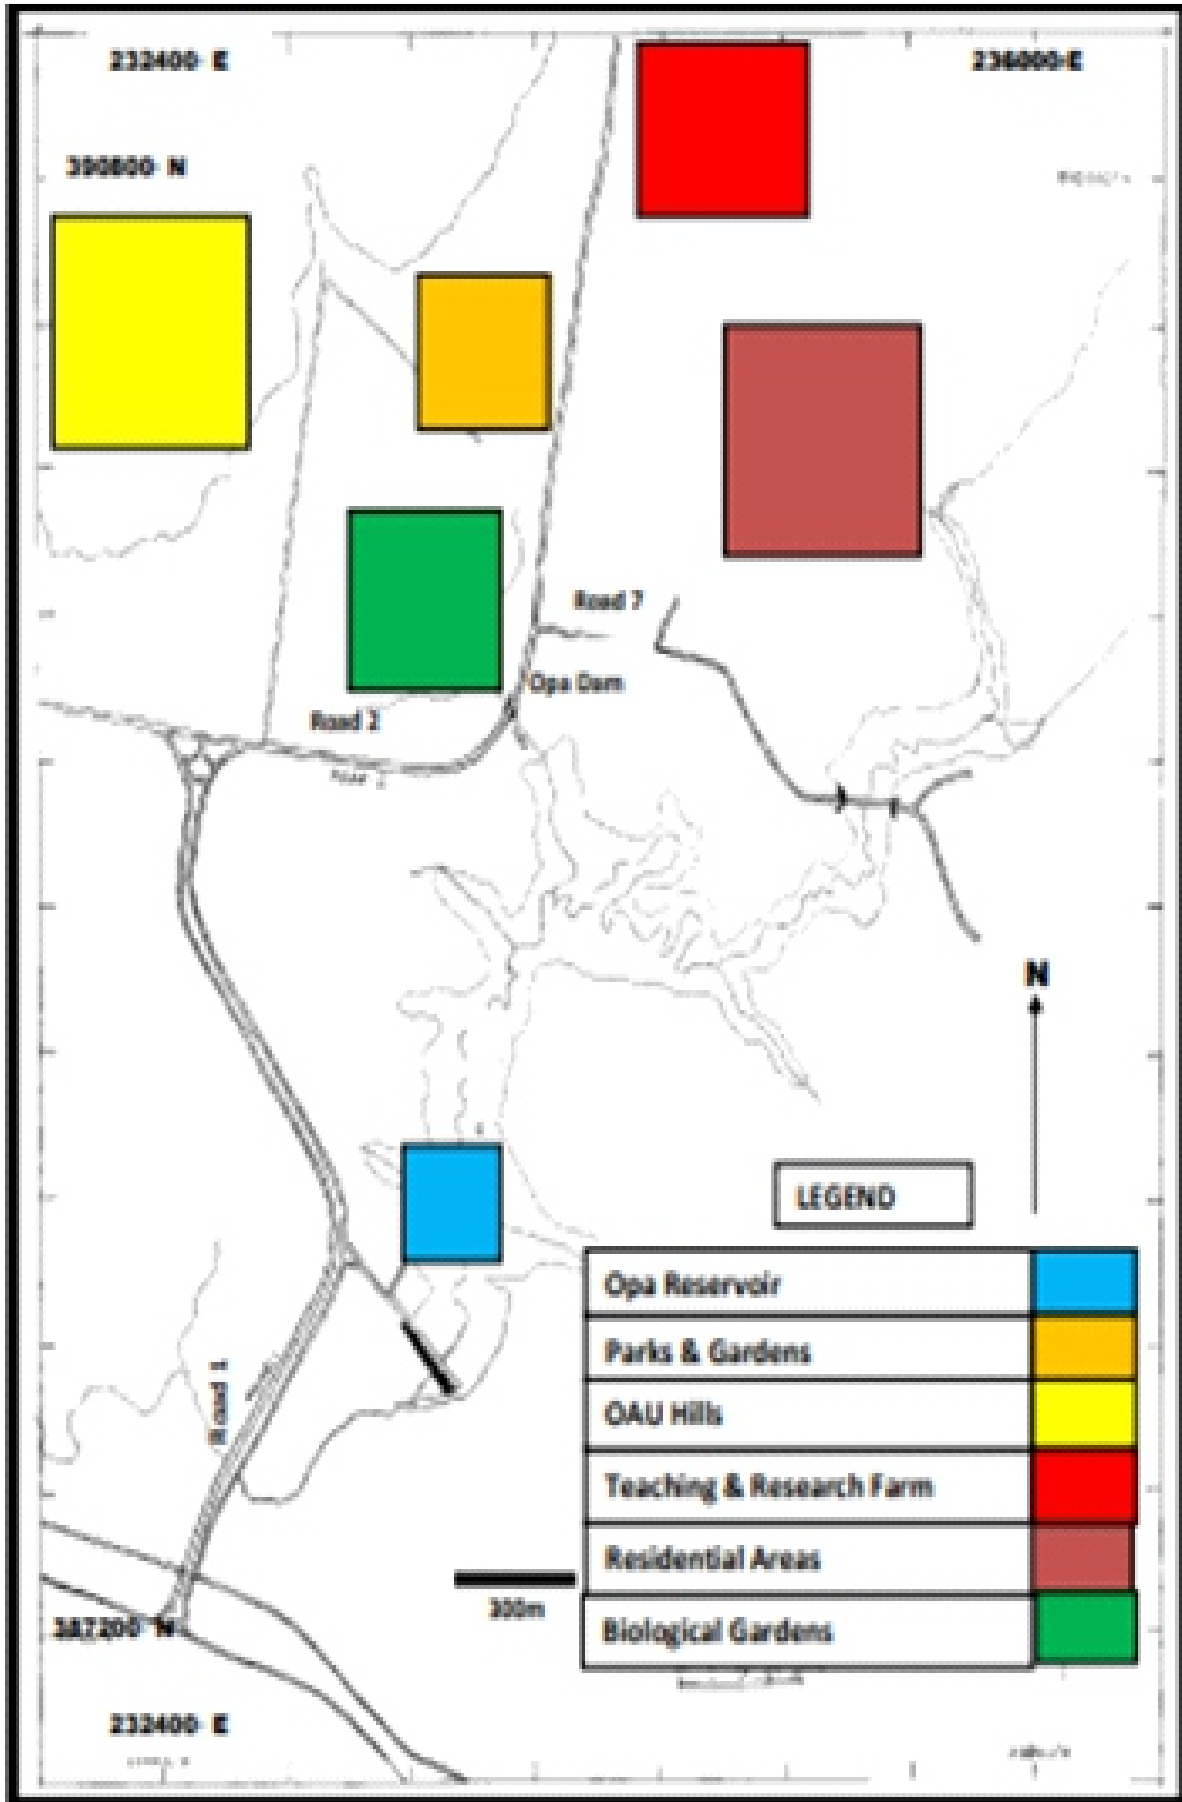 232400 E
236000 E
390800 N
Road 7
Opa Dam
Road 2
N
LEGEND
Opa Reservoir
Parks & Gardens
OAU Hills
Teaching & Research Farm
Residential Areas
Biological Gardens
Road 1
300m
387200 N
232400 E